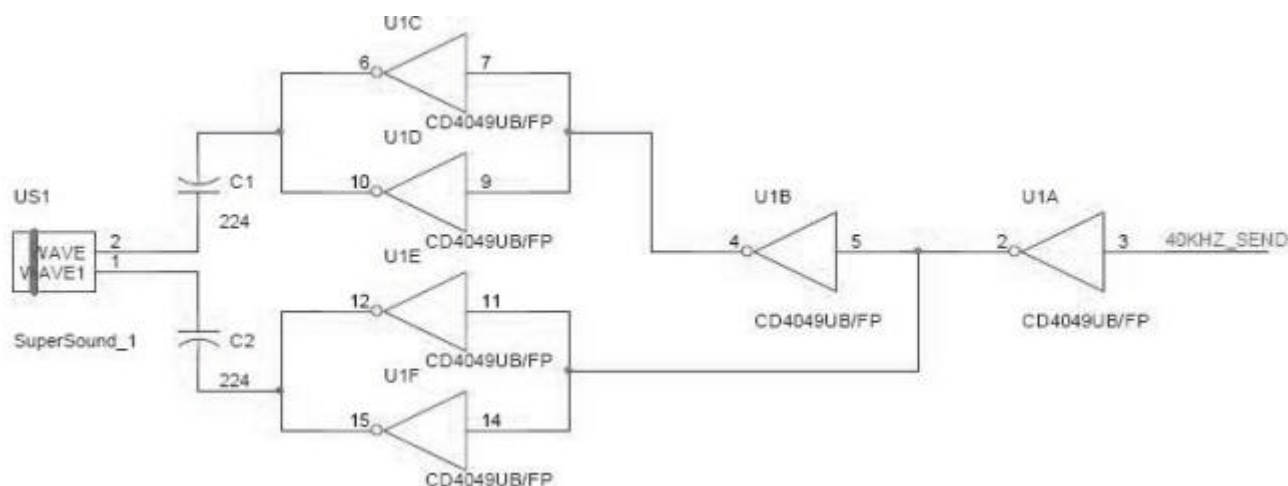 U1C
6
7
CD4049UB/FP
U1D
10
9
CD4049UB/FP
C1
224
US1
WAVE
WAVE1
2
1
SuperSound_1
U1B
4
5
CD4049UB/FP
U1A
2
3
40KHZ_SEND
CD4049UB/FP
U1E
12
11
CD4049UB/FP
C2
224
U1F
15
14
CD4049UB/FP